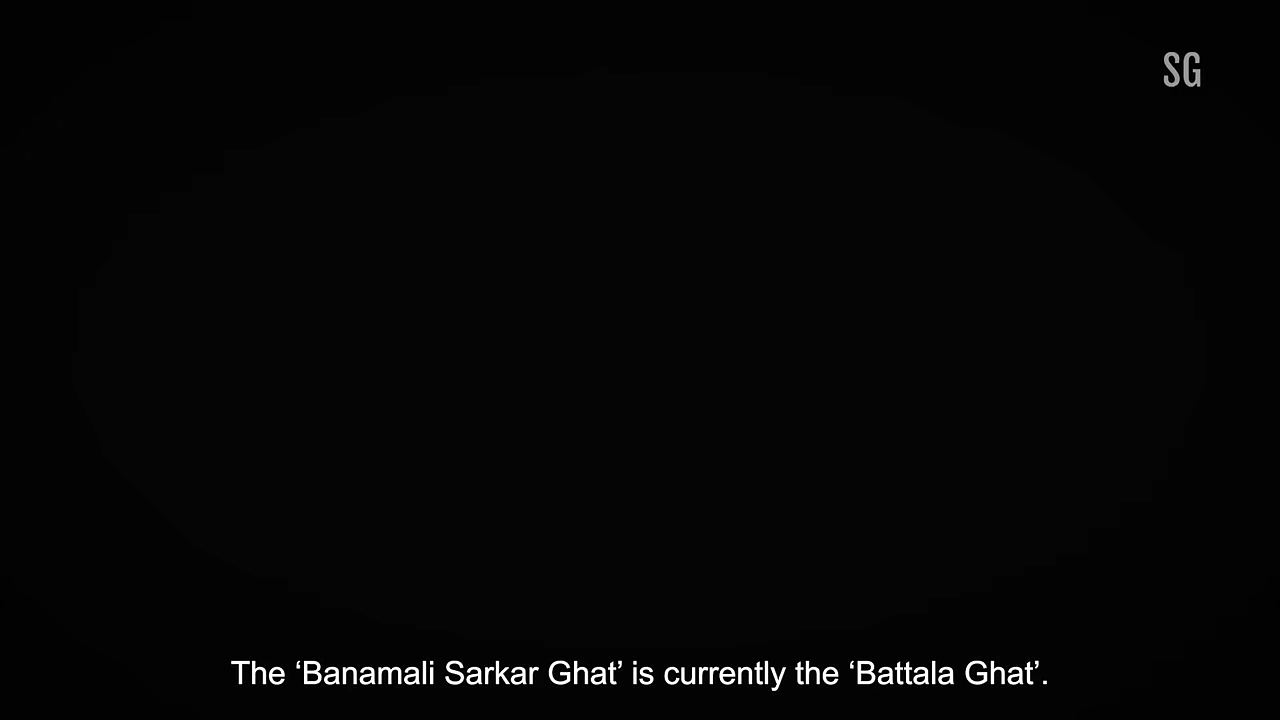 SG
The ‘Banamali Sarkar Ghat’ is currently the ‘Battala Ghat’.